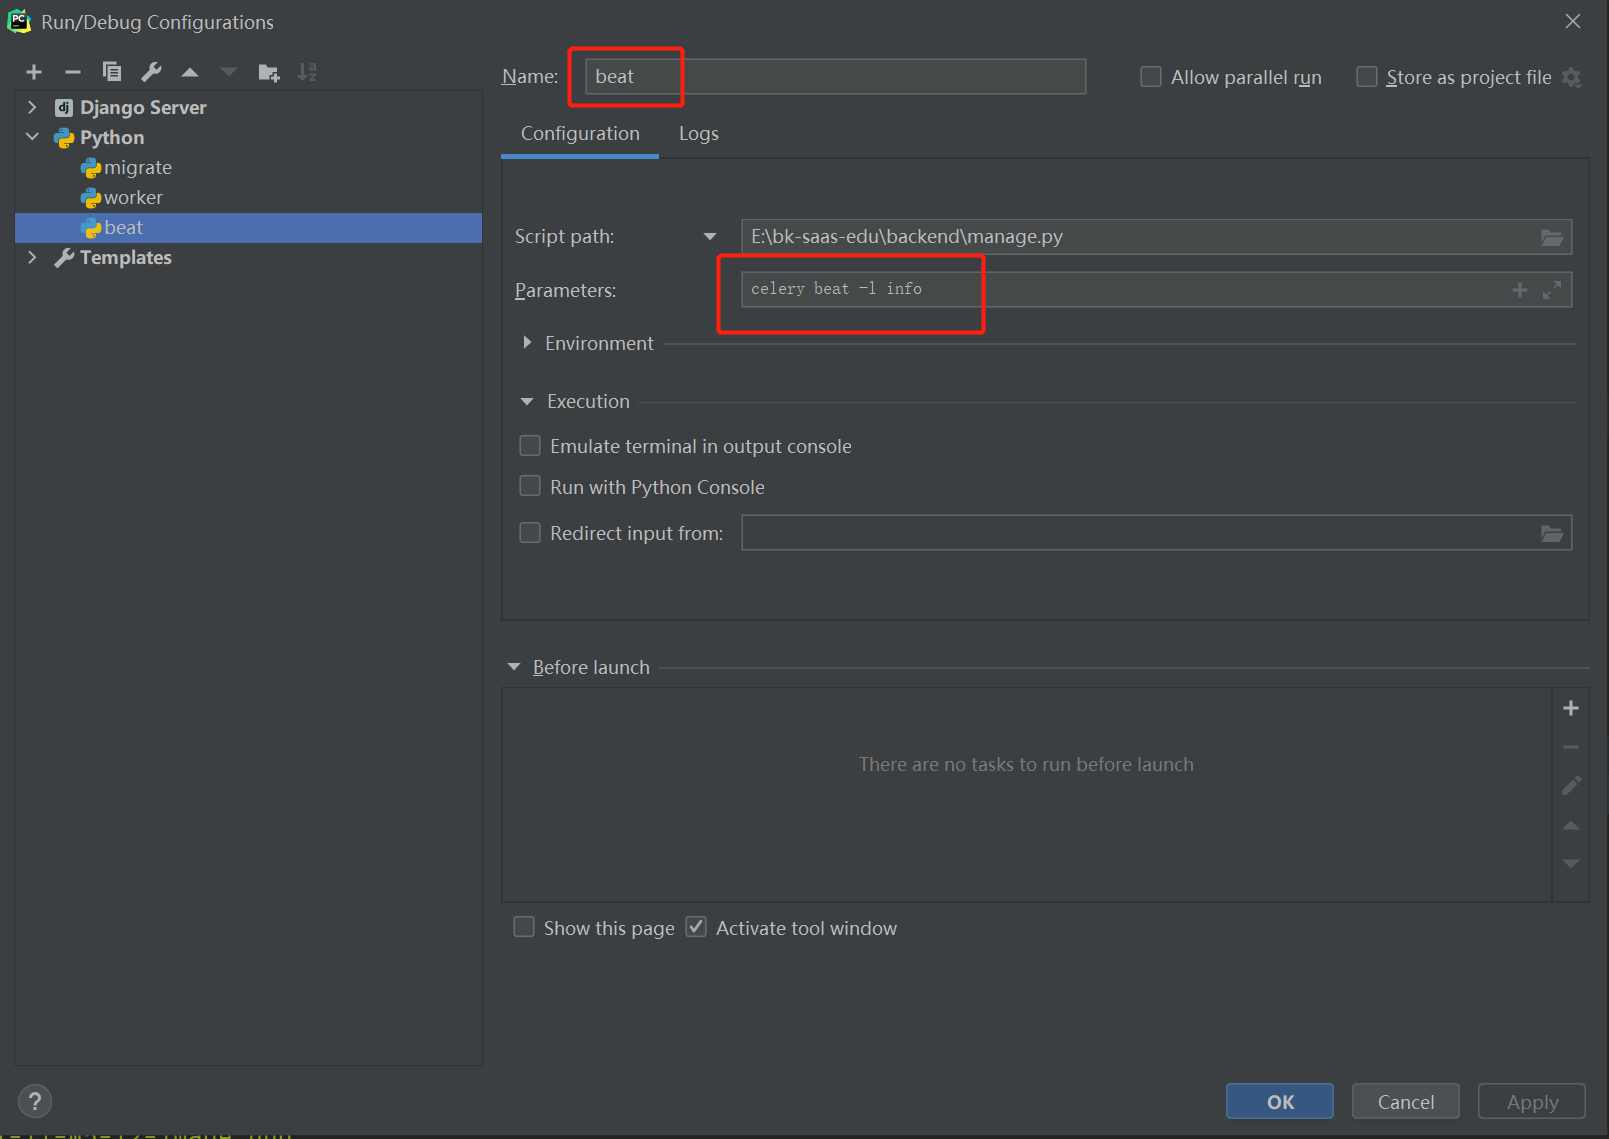 Run/Debug Configurations
Django Server
Python
migrate
worker
beat
Templates
Name: beat
Allow parallel run
Store as project file
Configuration
Logs
Script path: E:\bk-saas-edu\backend\manage.py
Parameters: celery beat -l info
Environment
Execution
Emulate terminal in output console
Run with Python Console
Redirect input from:
Before launch
There are no tasks to run before launch
Show this page
Activate tool window
?
OK
Cancel
Apply